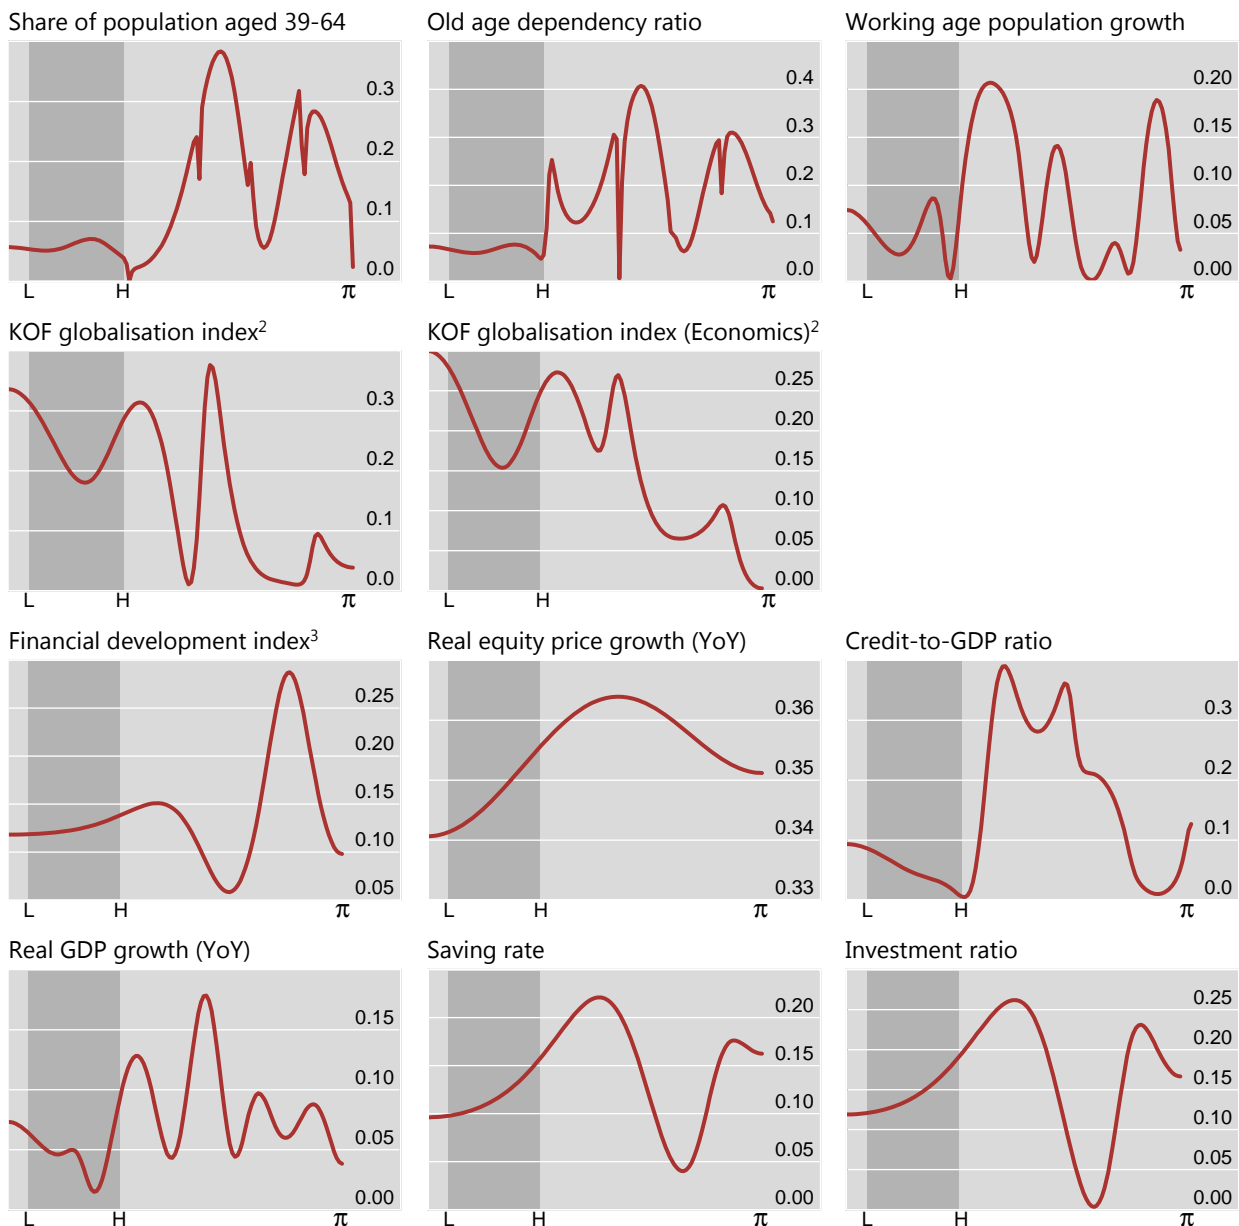 Share of population aged 39-64
0.3
0.2
0.1
0.0
L H π
Old age dependency ratio
0.4
0.3
0.2
0.1
0.0
L H π
Working age population growth
0.20
0.15
0.10
0.05
0.00
L H π
KOF globalisation index²
0.3
0.2
0.1
0.0
L H π
KOF globalisation index (Economics)²
0.25
0.20
0.15
0.10
0.05
0.00
L H π
Financial development index³
0.25
0.20
0.15
0.10
0.05
L H π
Real equity price growth (YoY)
0.36
0.35
0.34
0.33
L H π
Credit-to-GDP ratio
0.3
0.2
0.1
0.0
L H π
Real GDP growth (YoY)
0.15
0.10
0.05
0.00
L H π
Saving rate
0.20
0.15
0.10
0.05
0.00
L H π
Investment ratio
0.25
0.20
0.15
0.10
0.05
0.00
L H π